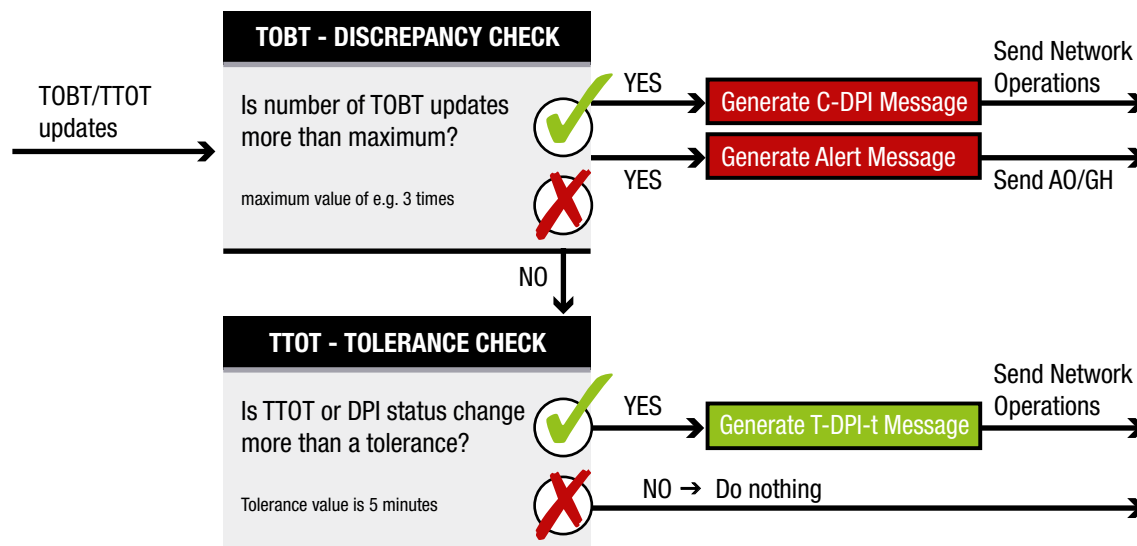 TOBT - DISCREPANCY CHECK
TOBT/TTOT
updates
Is number of TOBT updates
more than maximum?
maximum value of e.g. 3 times
YES
Generate C-DPI Message
Send Network
Operations
YES
Generate Alert Message
Send AO/GH
NO
TTOT - TOLERANCE CHECK
Is TTOT or DPI status change
more than a tolerance?
Tolerance value is 5 minutes
YES
Generate T-DPI-t Message
Send Network
Operations
NO → Do nothing